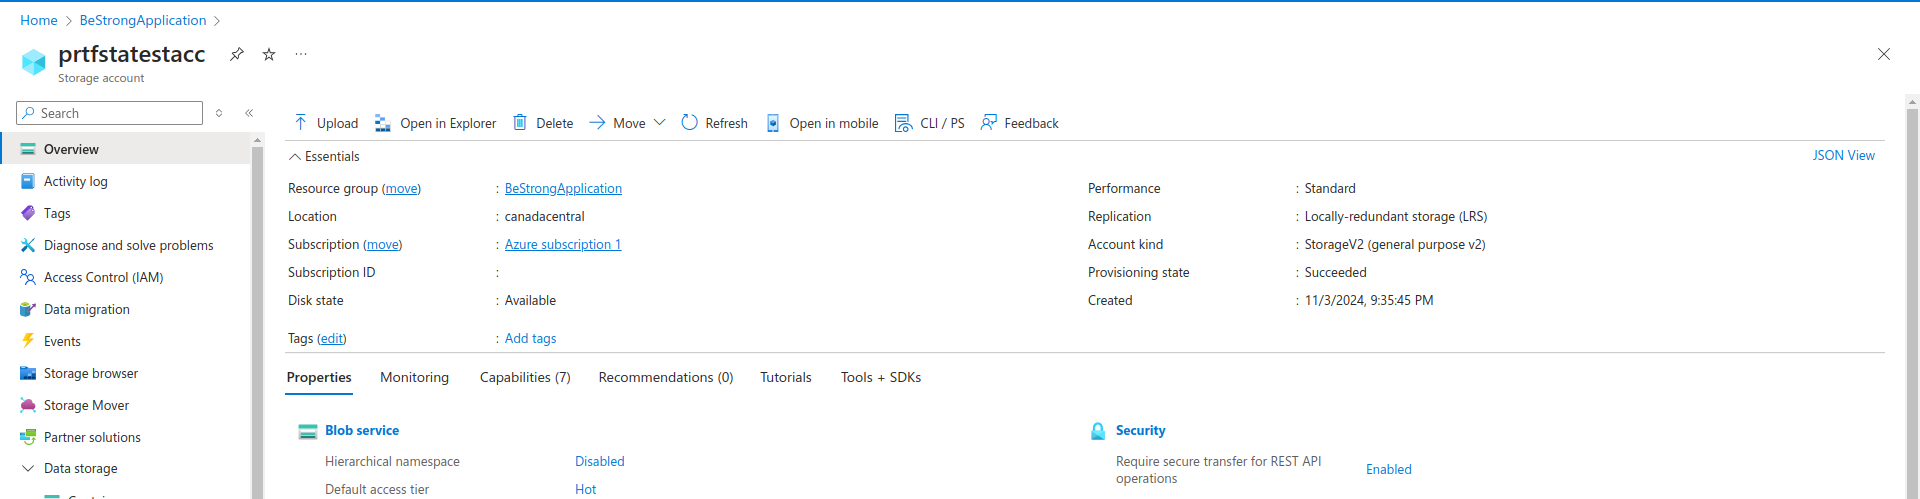 Home > BeStrongApplication >
prtfstatestacc
Storage account
Search
Overview
Activity log
Tags
Diagnose and solve problems
Access Control (IAM)
Data migration
Events
Storage browser
Storage Mover
Partner solutions
Data storage
Upload Open in Explorer Delete Move Refresh Open in mobile CLI / PS Feedback
Essentials
JSON View
Resource group (move) : BeStrongApplication
Location : canadacentral
Subscription (move) : Azure subscription 1
Subscription ID :
Disk state : Available
Tags (edit) : Add tags
Performance : Standard
Replication : Locally-redundant storage (LRS)
Account kind : StorageV2 (general purpose v2)
Provisioning state : Succeeded
Created : 11/3/2024, 9:35:45 PM
Properties Monitoring Capabilities (7) Recommendations (0) Tutorials Tools + SDKs
Blob service
Hierarchical namespace Disabled
Default access tier Hot
Security
Require secure transfer for REST API
operations
Enabled